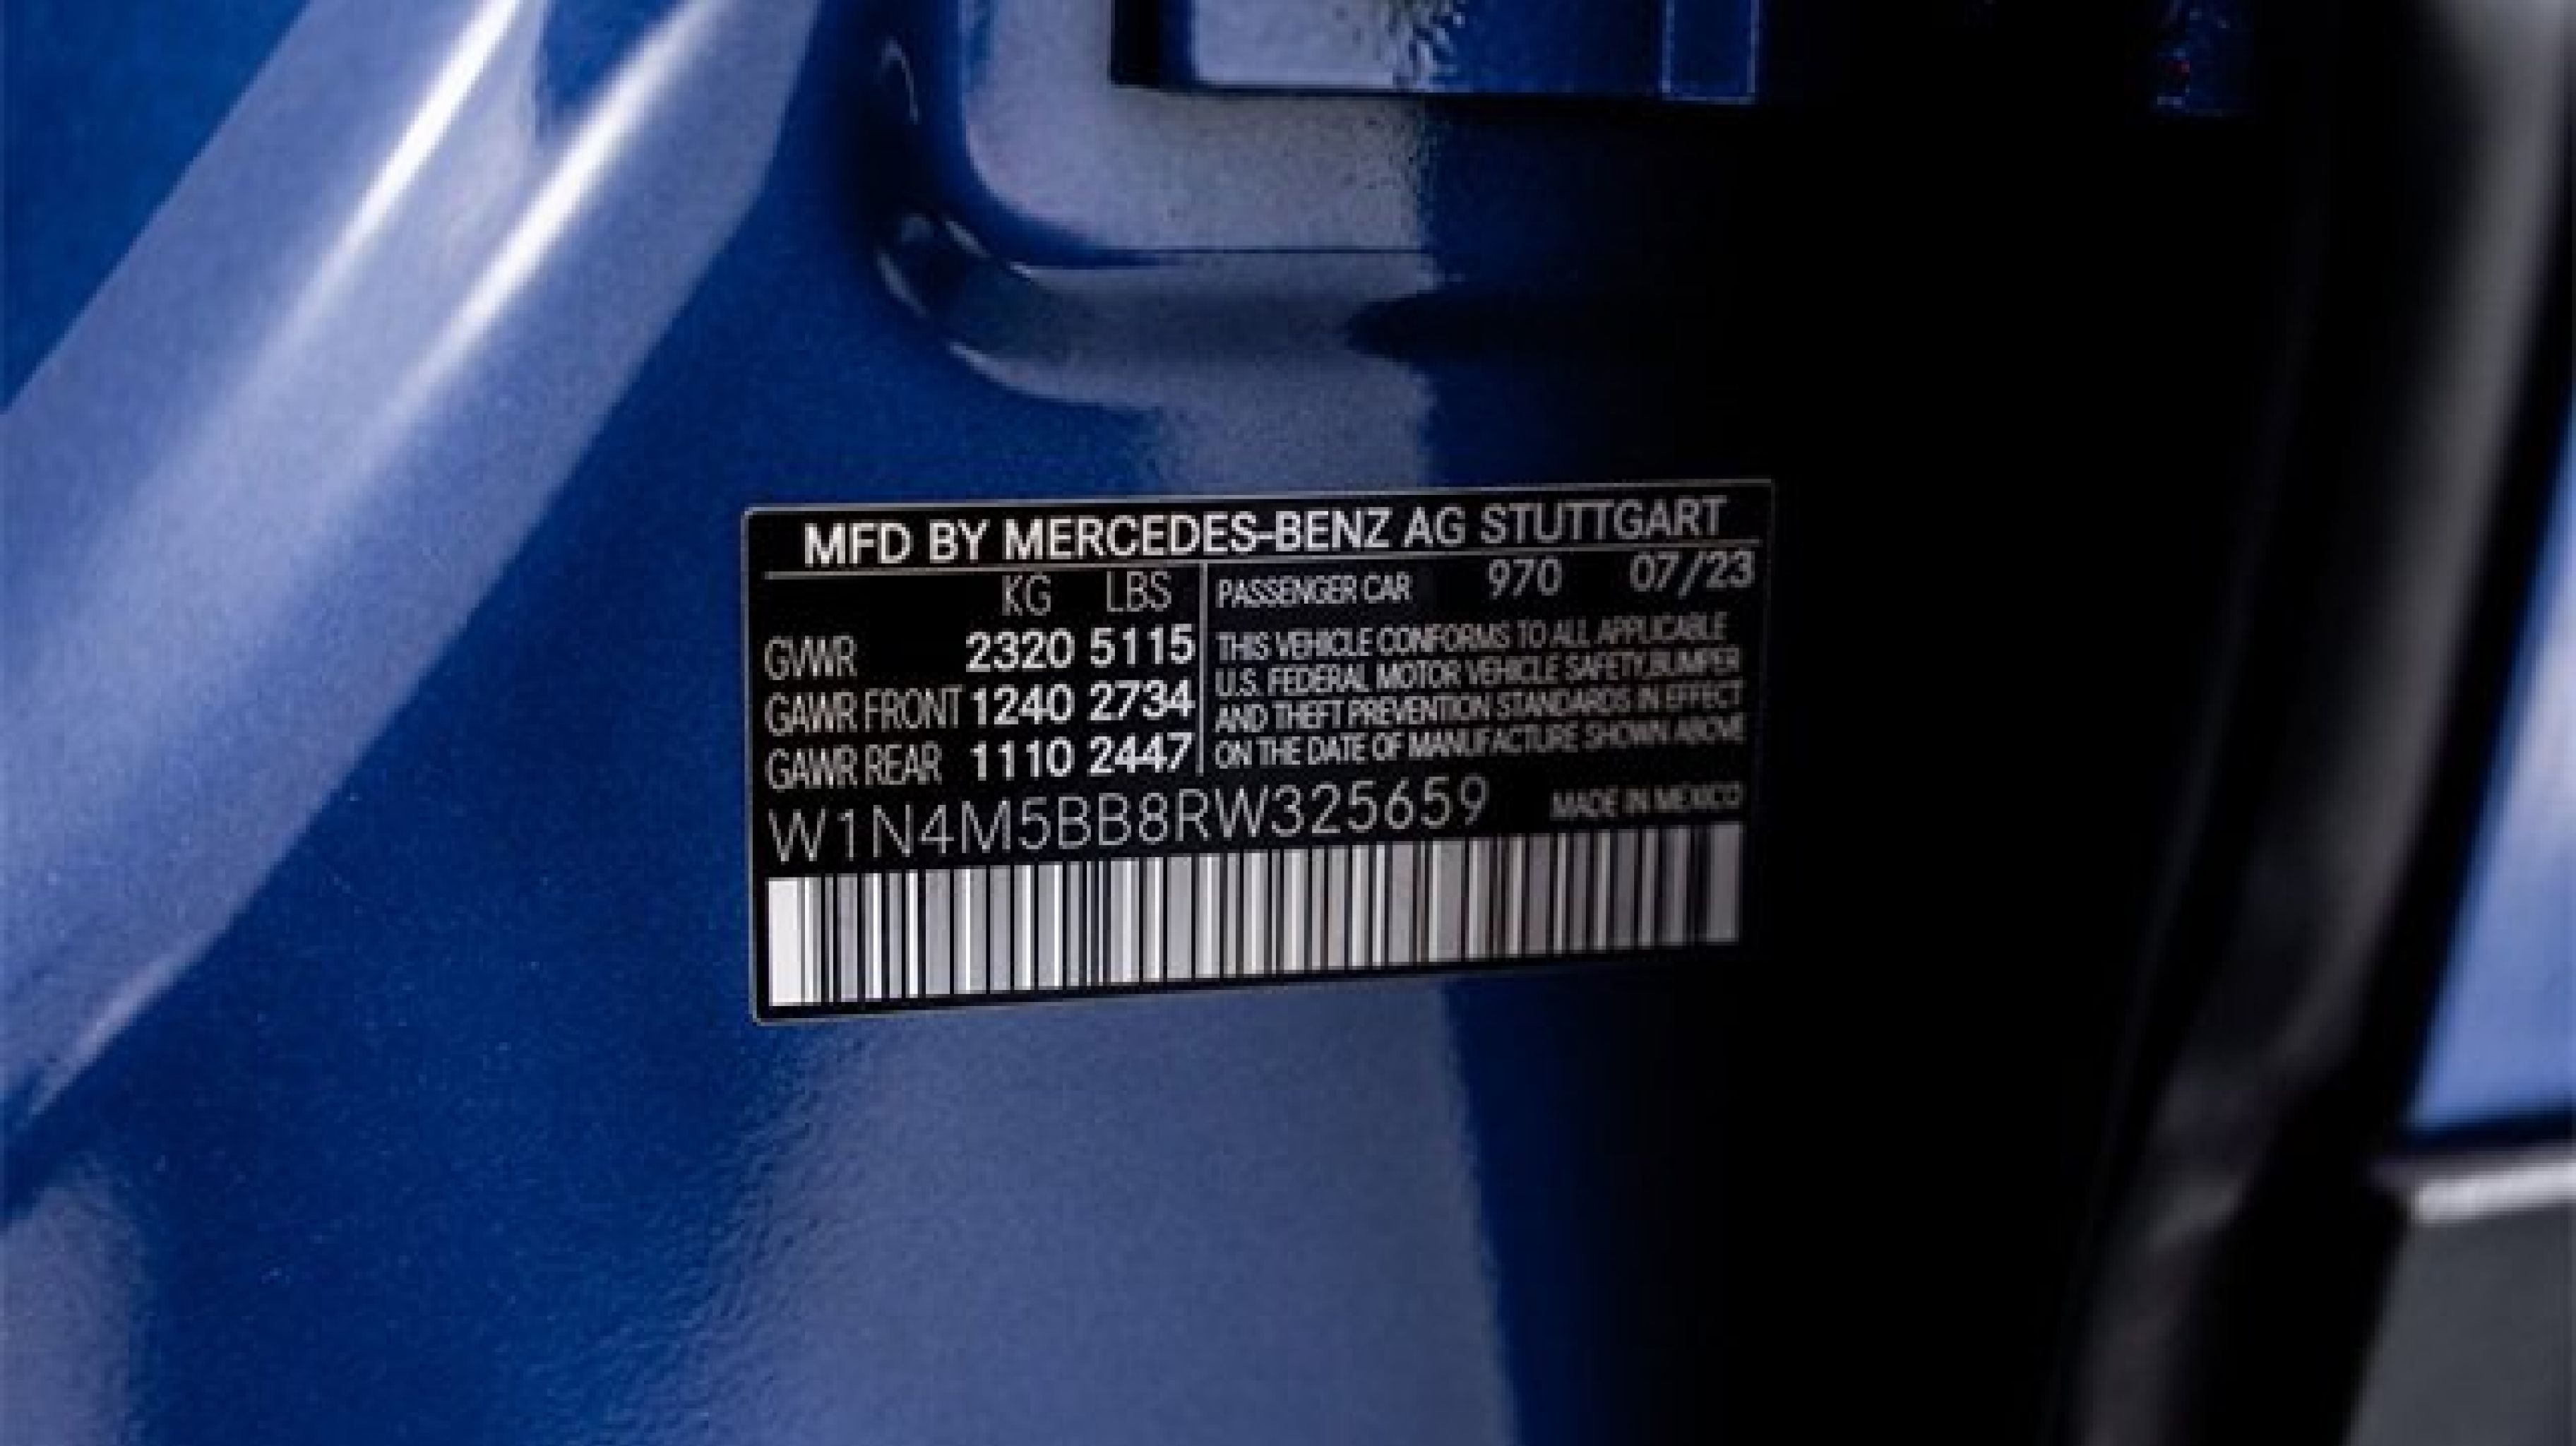 MFD BY MERCEDES-BENZ AG STUTTGART
KG LBS
GVWR 2320 5115
GAWR FRONT 1240 2734
GAWR REAR 1110 2447
PASSENGER CAR 970 07/23
THIS VEHICLE CONFORMS TO ALL APPLICABLE
U.S. FEDERAL MOTOR VEHICLE SAFETY,BUMPER
AND THEFT PREVENTION STANDARDS IN EFFECT
ON THE DATE OF MANUFACTURE SHOWN ABOVE
W1N4M5BB8RW325659 MADE IN MEXICO